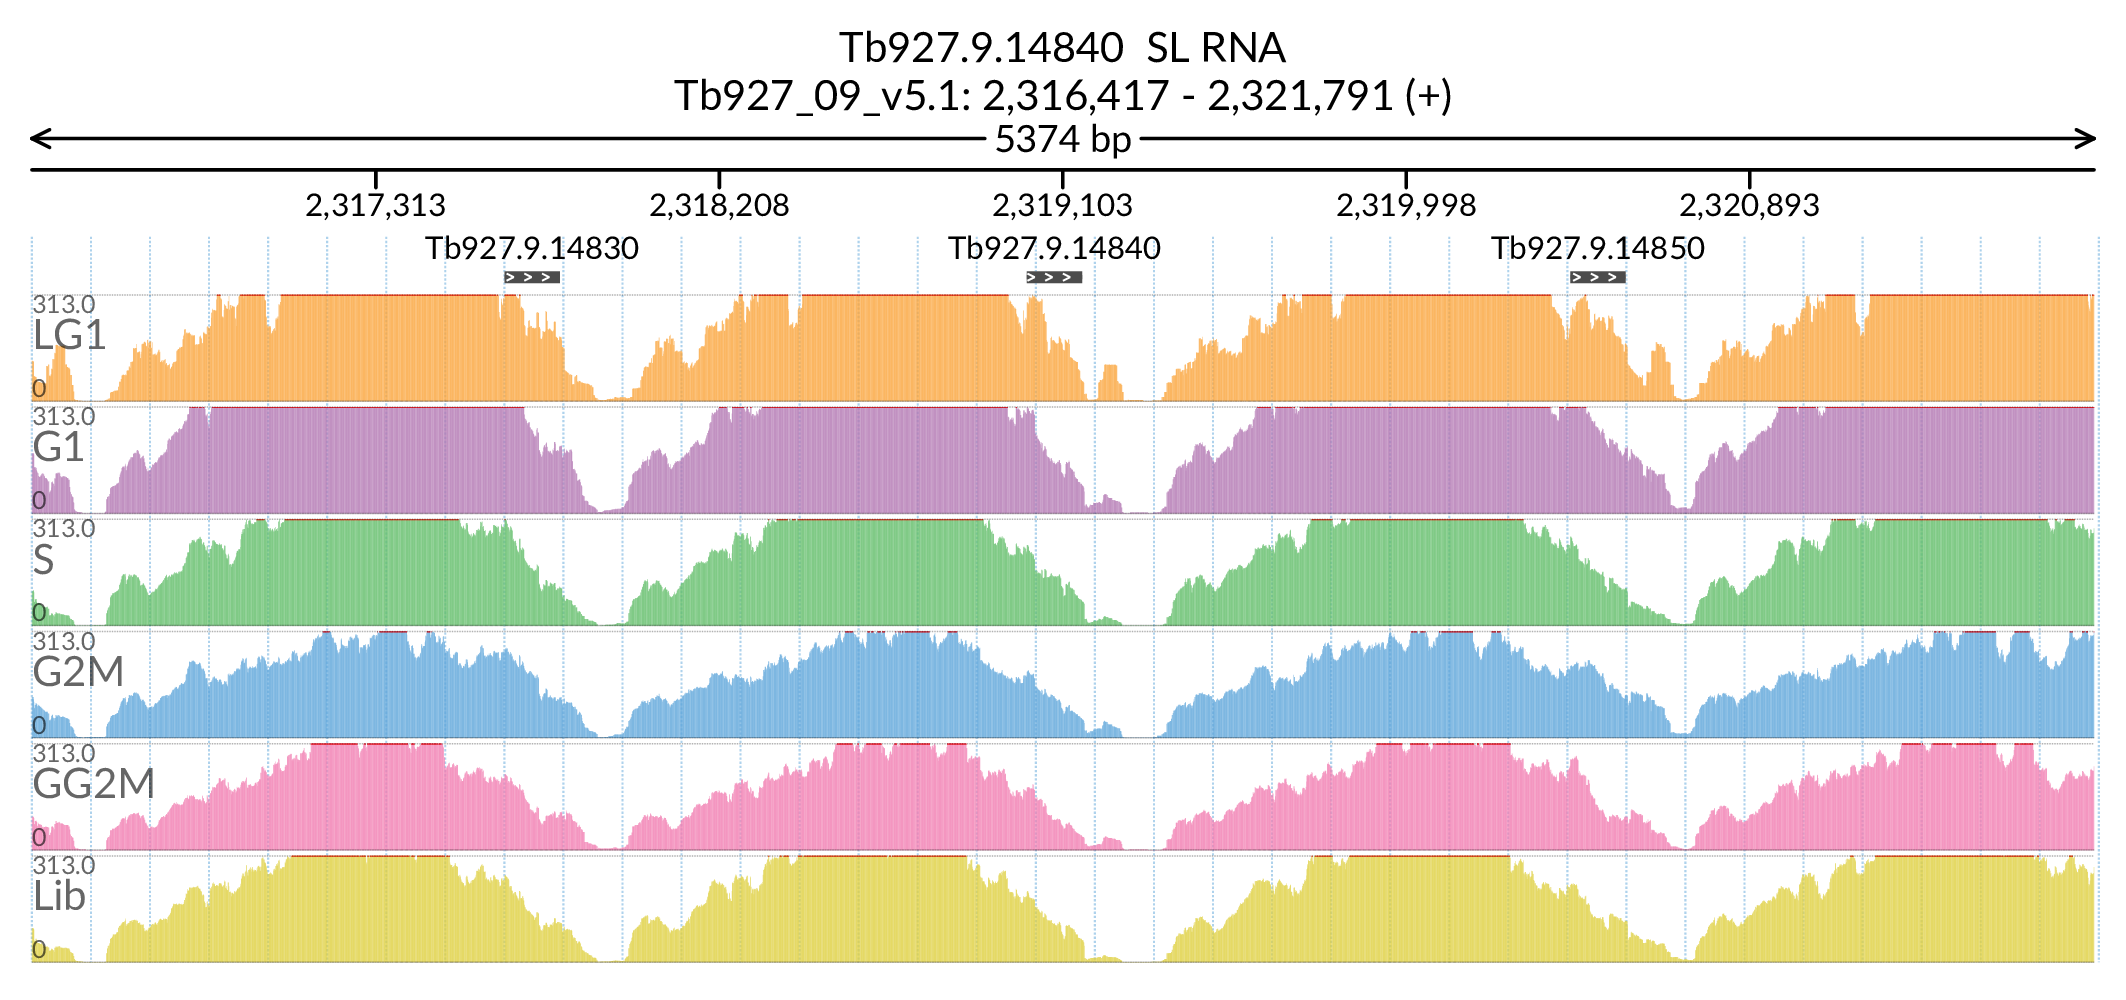 Tb927.9.14840 SL RNA
Tb927_09_v5.1: 2,316,417 - 2,321,791 (+)
5374 bp
2,317,313 2,318,208 2,319,103 2,319,998 2,320,893
Tb927.9.14830 Tb927.9.14840 Tb927.9.14850
313.0
LG1
0
313.0
G1
0
313.0
S
0
313.0
G2M
0
313.0
GG2M
0
313.0
Lib
0